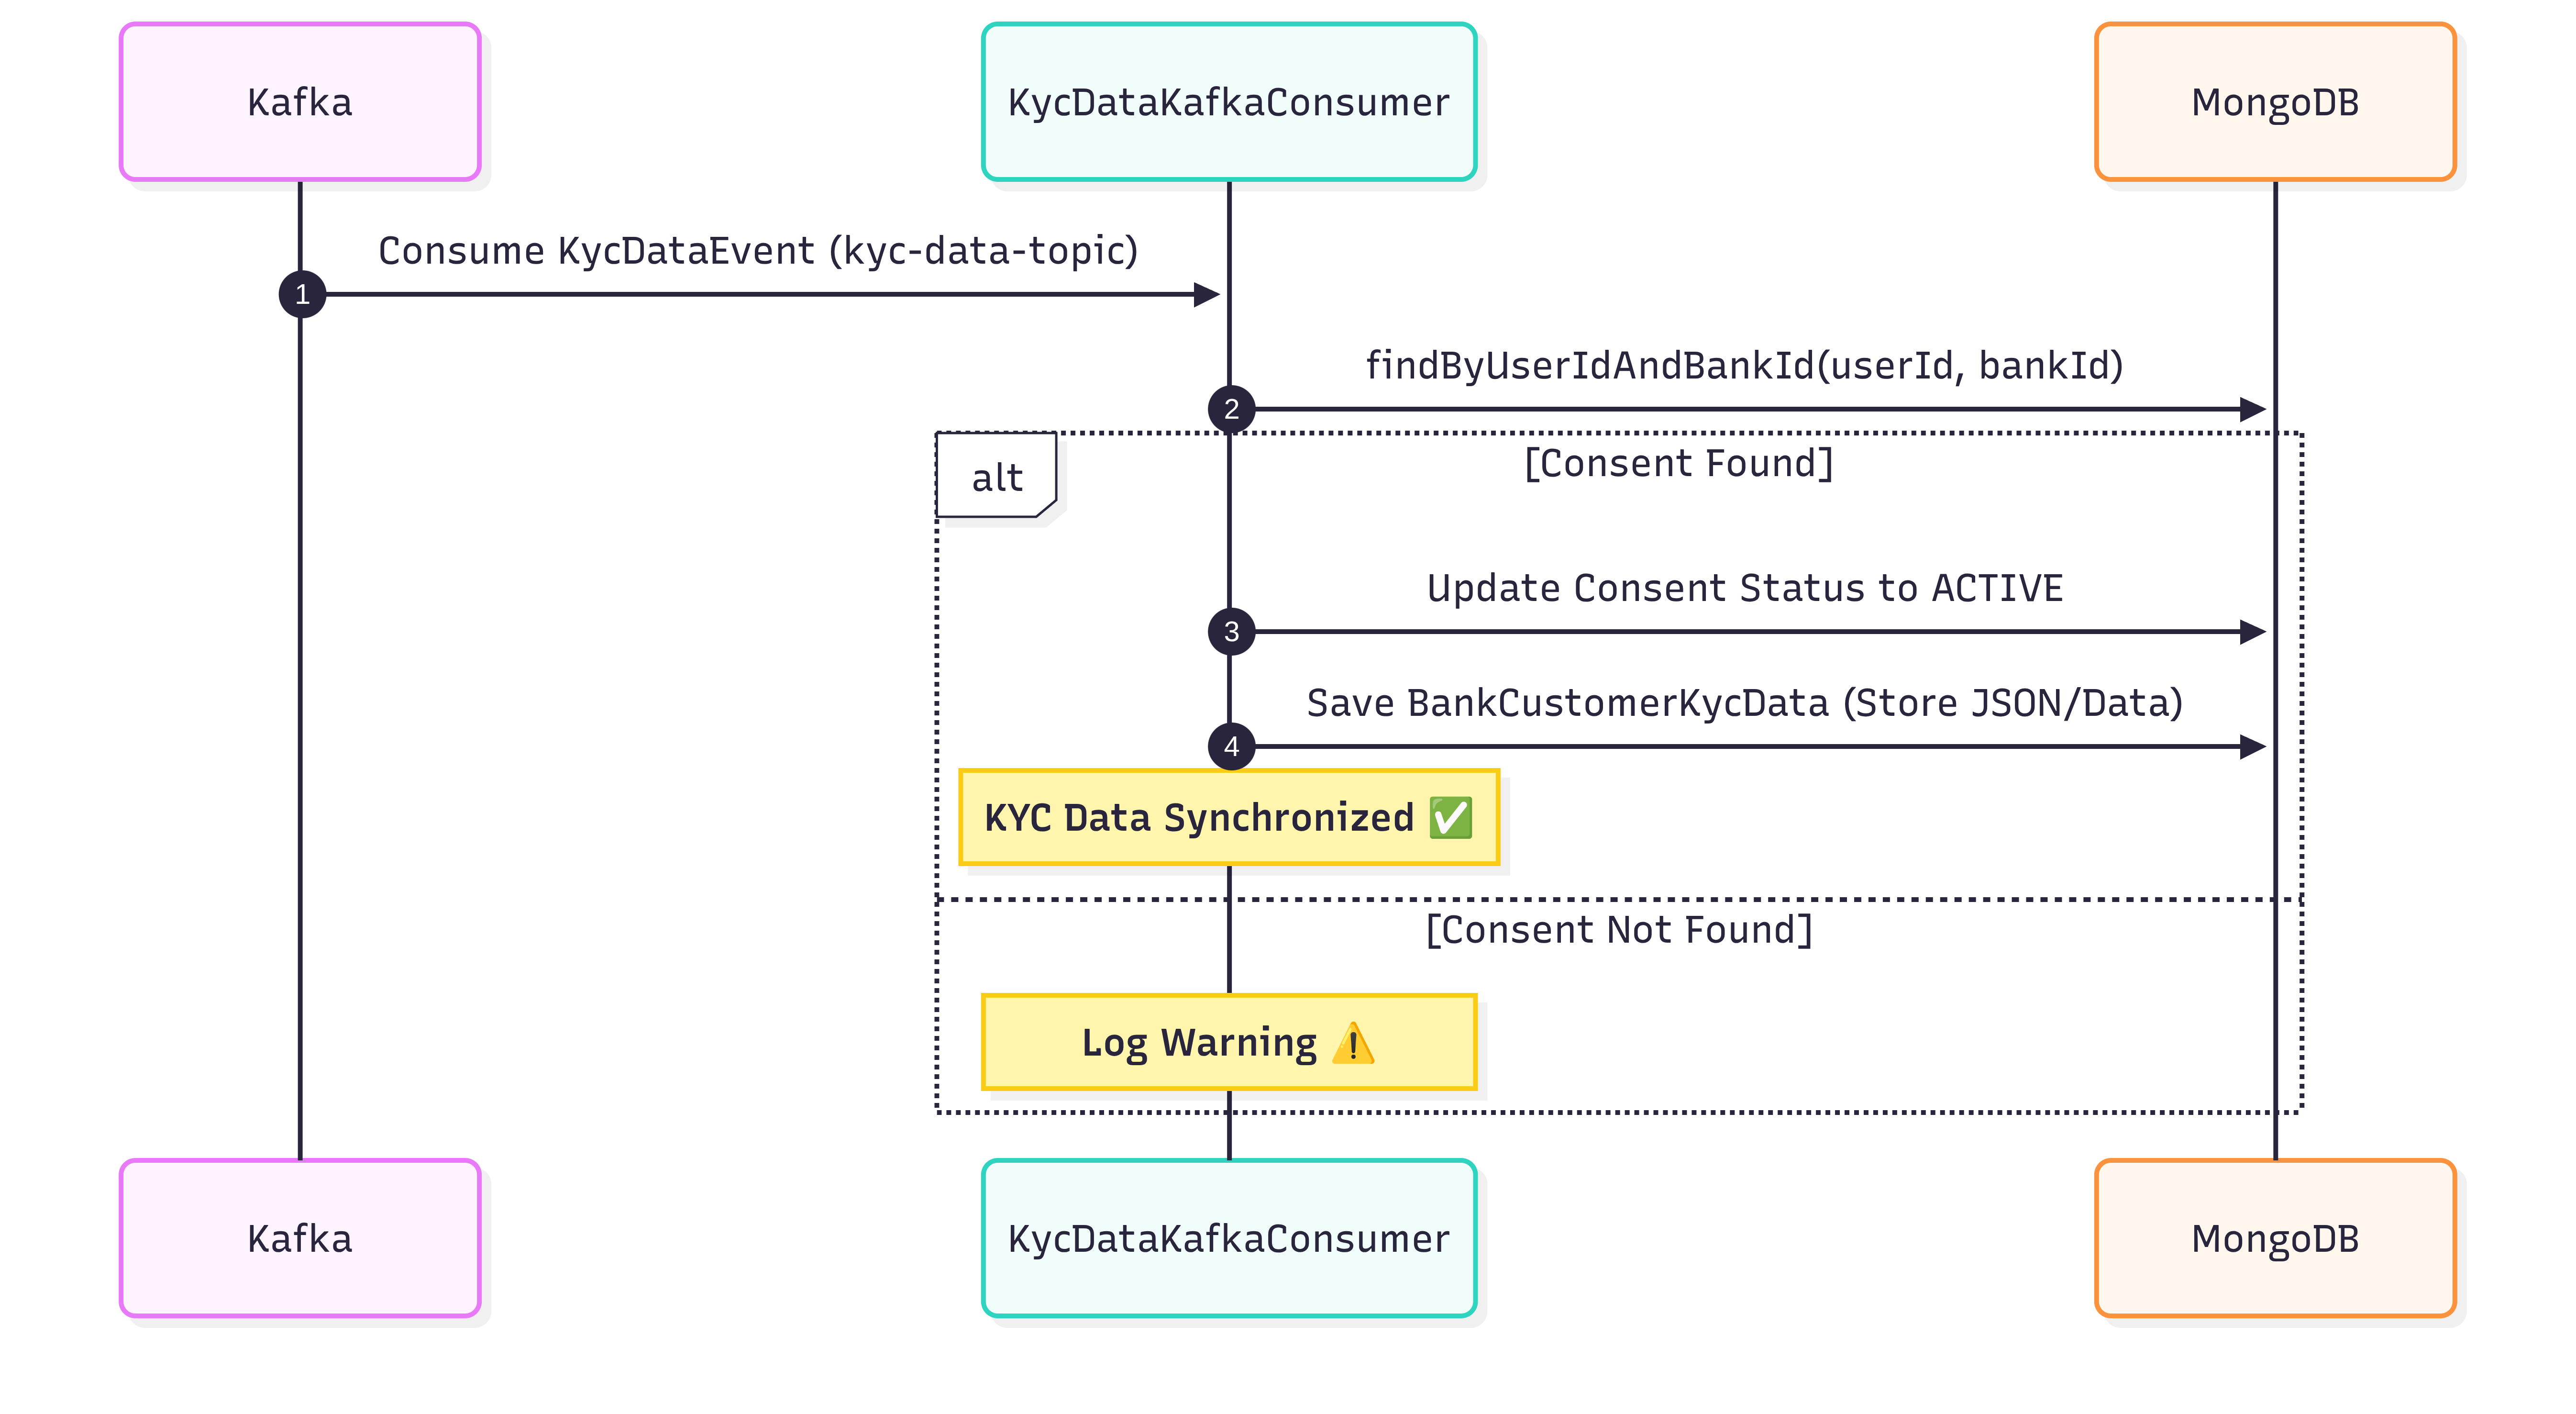 Kafka
KycDataKafkaConsumer
MongoDB
Consume KycDataEvent (kyc-data-topic)
1
findByUserIdAndBankId(userId, bankId)
2
alt
[Consent Found]
Update Consent Status to ACTIVE
3
Save BankCustomerKycData (Store JSON/Data)
4
KYC Data Synchronized ✅
[Consent Not Found]
Log Warning ⚠️
Kafka
KycDataKafkaConsumer
MongoDB